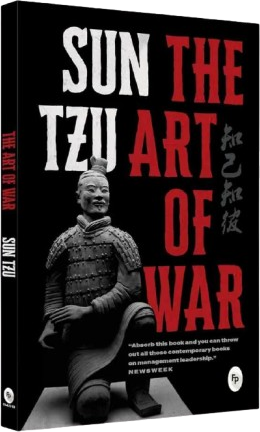 THE ART OF WAR
SUN TZU
SUN THE
TZU ART
OF
WAR
知己知彼
"Absorb this book and you can throw
out all those contemporary books
on management leadership."
NEWSWEEK
Fp